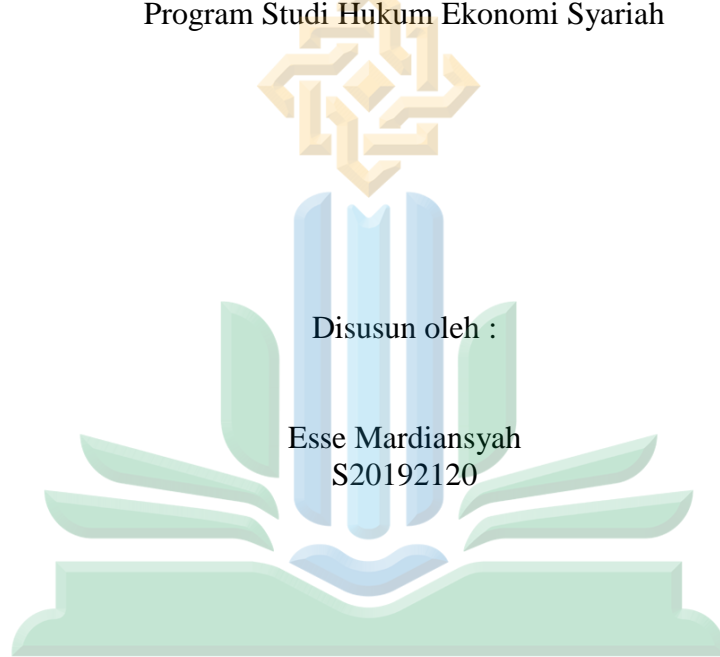 Program Studi Hukum Ekonomi Syariah
Disusun oleh :
Esse Mardiansyah
S20192120